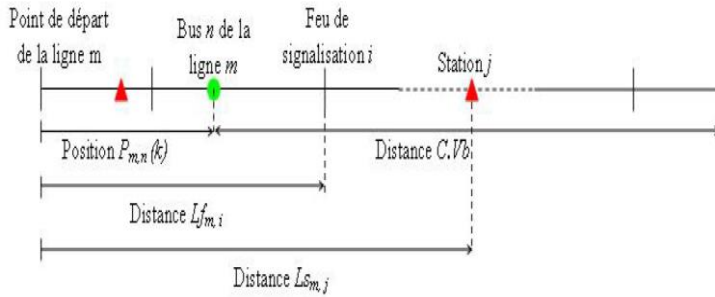 Point de départ
de la ligne m
Bus n de la
ligne m
Feu de
signalisation i
Station j
Position Pm,n(k)
Distance C.Vb
Distance Lfm,i
Distance Lsm,j